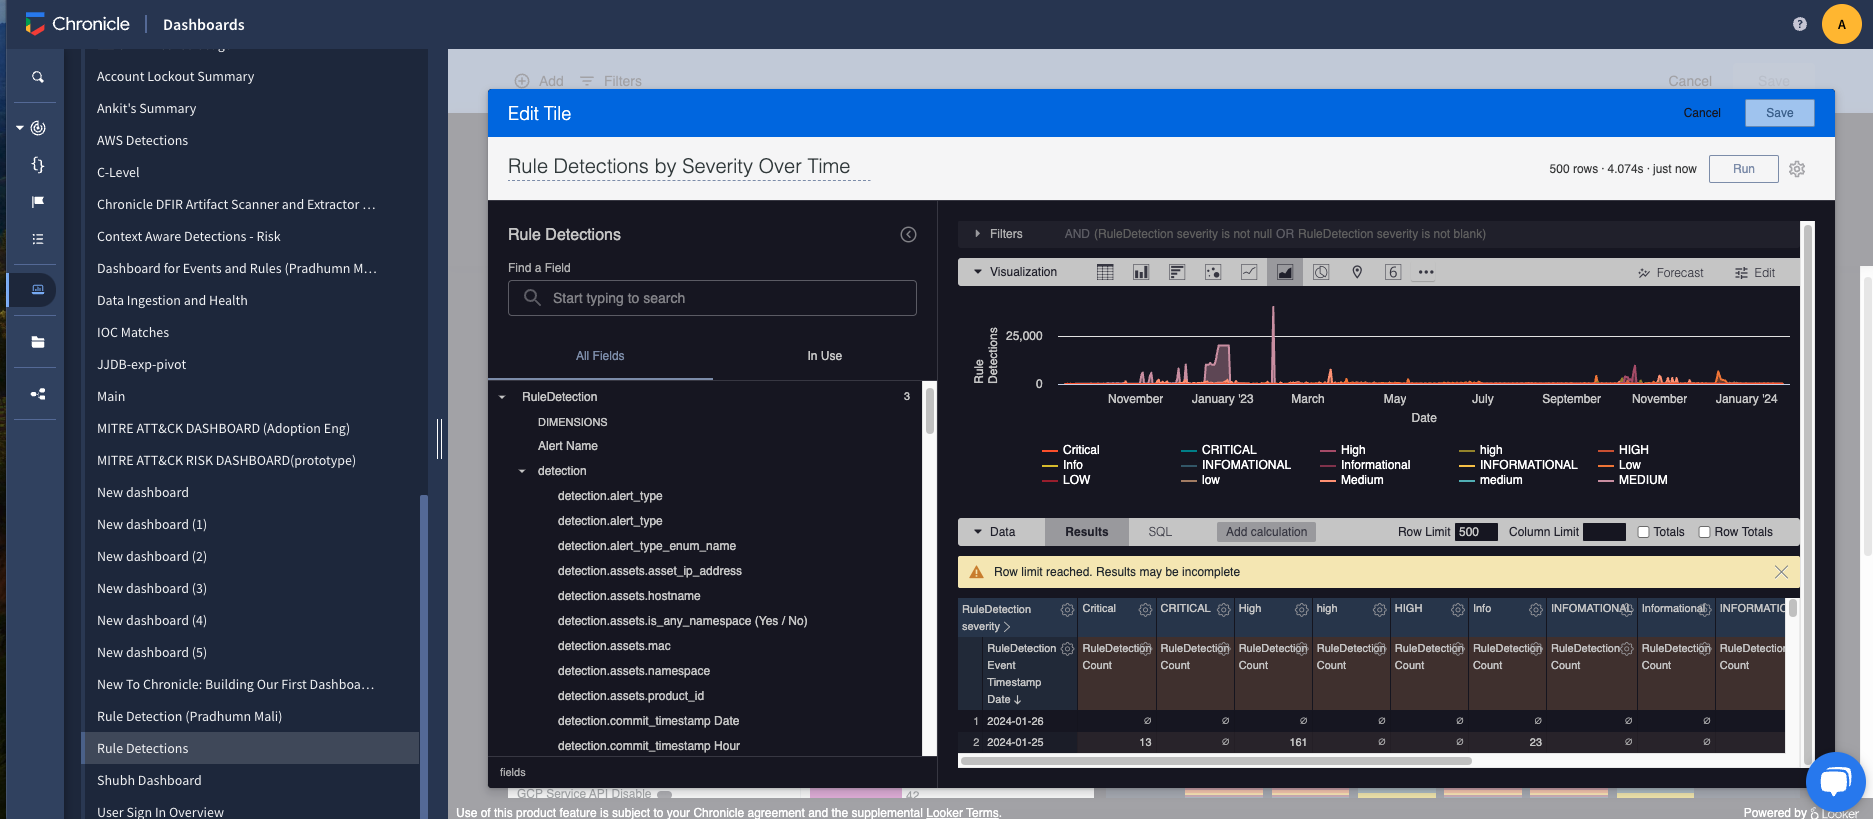 Chronicle
Dashboards
A
Account Lockout Summary
Ankit's Summary
AWS Detections
C-Level
Chronicle DFIR Artifact Scanner and Extractor ...
Context Aware Detections - Risk
Dashboard for Events and Rules (Pradhumn M...
Data Ingestion and Health
IOC Matches
JJDB-exp-pivot
Main
MITRE ATT&CK DASHBOARD (Adoption Eng)
MITRE ATT&CK RISK DASHBOARD(prototype)
New dashboard
New dashboard (1)
New dashboard (2)
New dashboard (3)
New dashboard (4)
New dashboard (5)
New To Chronicle: Building Our First Dashboa...
Rule Detection (Pradhumn Mali)
Rule Detections
Shubh Dashboard
User Sign In Overview
Add Filters
Cancel Save
Edit Tile
Cancel Save
Rule Detections by Severity Over Time
500 rows · 4.074s · just now Run
Rule Detections
Find a Field
Start typing to search
All Fields In Use
RuleDetection 3
DIMENSIONS
Alert Name
detection
detection.alert_type
detection.alert_type
detection.alert_type_enum_name
detection.assets.asset_ip_address
detection.assets.hostname
detection.assets.is_any_namespace (Yes / No)
detection.assets.mac
detection.assets.namespace
detection.assets.product_id
detection.commit_timestamp Date
detection.commit_timestamp Hour
fields
Filters AND (RuleDetection severity is not null OR RuleDetection severity is not blank)
Visualization 6 Forecast Edit
Rule Detections
25,000
0
November January '23 March May July September November January '24
Date
Critical CRITICAL High high HIGH
Info INFOMATIONAL Informational INFORMATIONAL Low
LOW low Medium medium MEDIUM
Data Results SQL Add calculation Row Limit 500 Column Limit Totals Row Totals
Row limit reached. Results may be incomplete
RuleDetection severity Critical CRITICAL High high HIGH Info INFOMATIONAL Informational
RuleDetection Event Timestamp Date RuleDetection Count RuleDetection Count RuleDetection Count RuleDetection Count RuleDetection Count RuleDetection Count RuleDetection Count RuleDetection Count RuleDetection Count
1 2024-01-26 ∅ ∅ ∅ ∅ ∅ ∅ ∅ ∅
2 2024-01-25 13 ∅ 161 ∅ ∅ 23 ∅ ∅
GCP Service API Disable 42
Use of this product feature is subject to your Chronicle agreement and the supplemental Looker Terms.
Powered by Looker